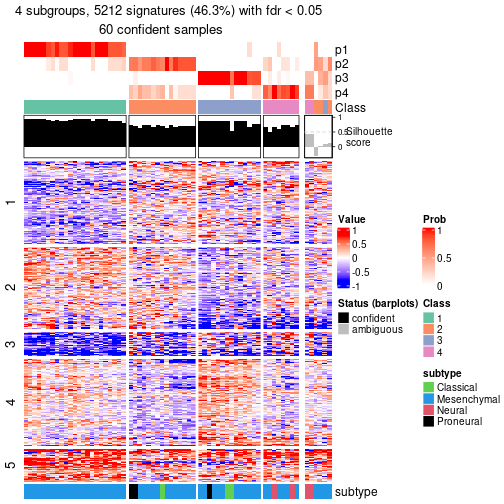 4 subgroups, 5212 signatures (46.3%) with fdr < 0.05
60 confident samples
p1
p2
p3
p4
Class
1
0.5
0
Silhouette
score
1
2
3
4
5
subtype
Value
1
0.5
0
-0.5
-1
Prob
1
0.5
0
Status (barplots)
confident
ambiguous
Class
1
2
3
4
subtype
Classical
Mesenchymal
Neural
Proneural